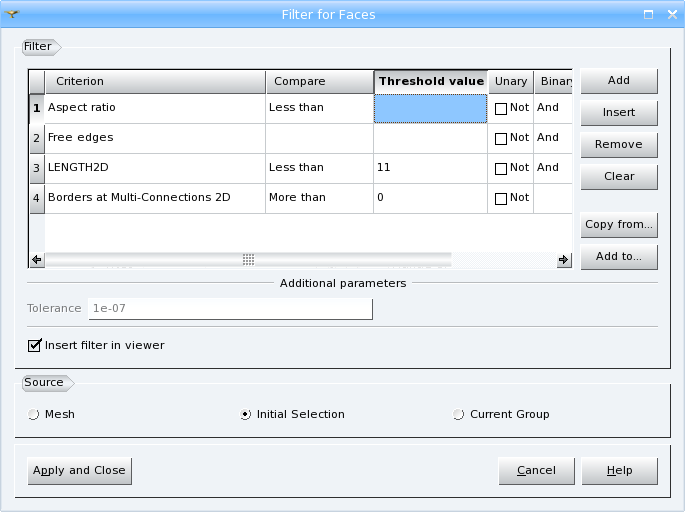 Filter for Faces
Filter
Criterion Compare Threshold value Unary Binary
1 Aspect ratio Less than Not And
2 Free edges Not And
3 LENGTH2D Less than 11 Not And
4 Borders at Multi-Connections 2D More than 0 Not
Add
Insert
Remove
Clear
Copy from...
Add to...
Additional parameters
Tolerance 1e-07
Insert filter in viewer
Source
Mesh Initial Selection Current Group
Apply and Close Cancel Help